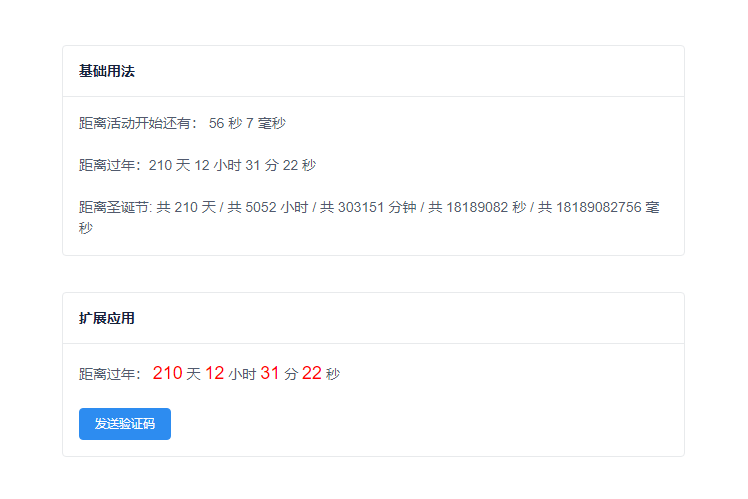 基础用法
距离活动开始还有： 56 秒 7 毫秒
距离过年：210 天 12 小时 31 分 22 秒
距离圣诞节: 共 210 天 / 共 5052 小时 / 共 303151 分钟 / 共 18189082 秒 / 共 18189082756 毫
秒
扩展应用
距离过年： 210 天 12 小时 31 分 22 秒
发送验证码